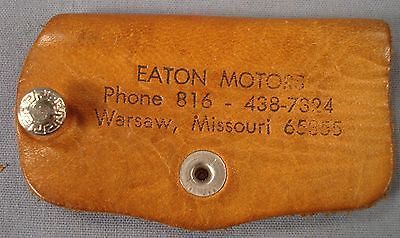 EATON MOTORS
Phone 816 - 438-7324
Warsaw, Missouri 65355